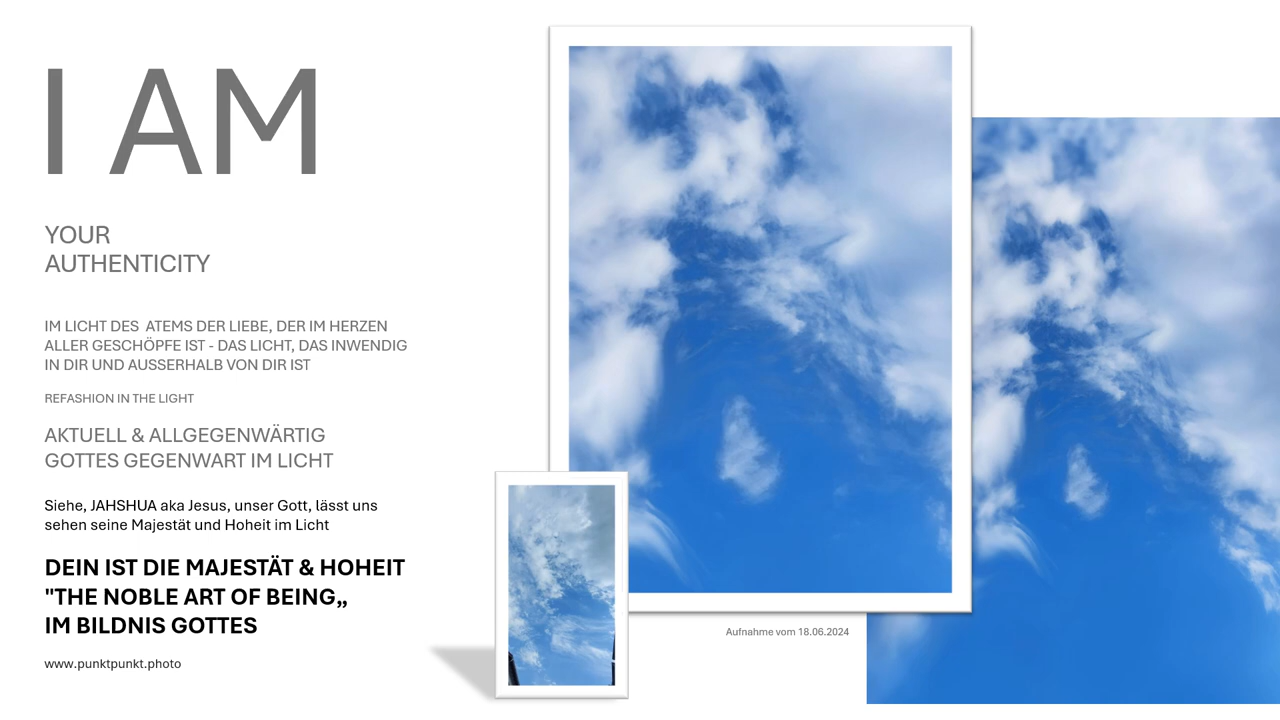 I AM
YOUR
AUTHENTICITY
IM LICHT DES  ATEMS DER LIEBE, DER IM HERZEN
ALLER GESCHÖPFE IST - DAS LICHT, DAS INWENDIG
IN DIR UND AUSSERHALB VON DIR IST
REFASHION IN THE LIGHT
AKTUELL & ALLGEGENWÄRTIG
GOTTES GEGENWART IM LICHT
Siehe, JAHSHUA aka Jesus, unser Gott, lässt uns
sehen seine Majestät und Hoheit im Licht
DEIN IST DIE MAJESTÄT & HOHEIT
"THE NOBLE ART OF BEING„
IM BILDNIS GOTTES
www.punktpunkt.photo
Aufnahme vom 18.06.2024